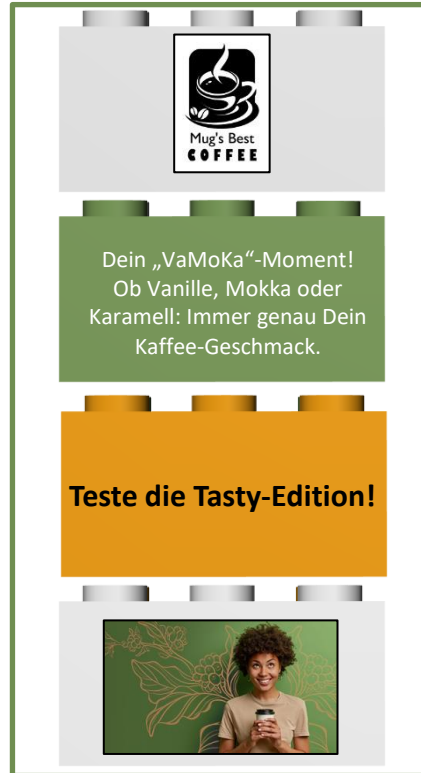 Mug's Best
COFFEE
Dein „VaMoKa“-Moment!
Ob Vanille, Mokka oder
Karamell: Immer genau Dein
Kaffee-Geschmack.
Teste die Tasty-Edition!